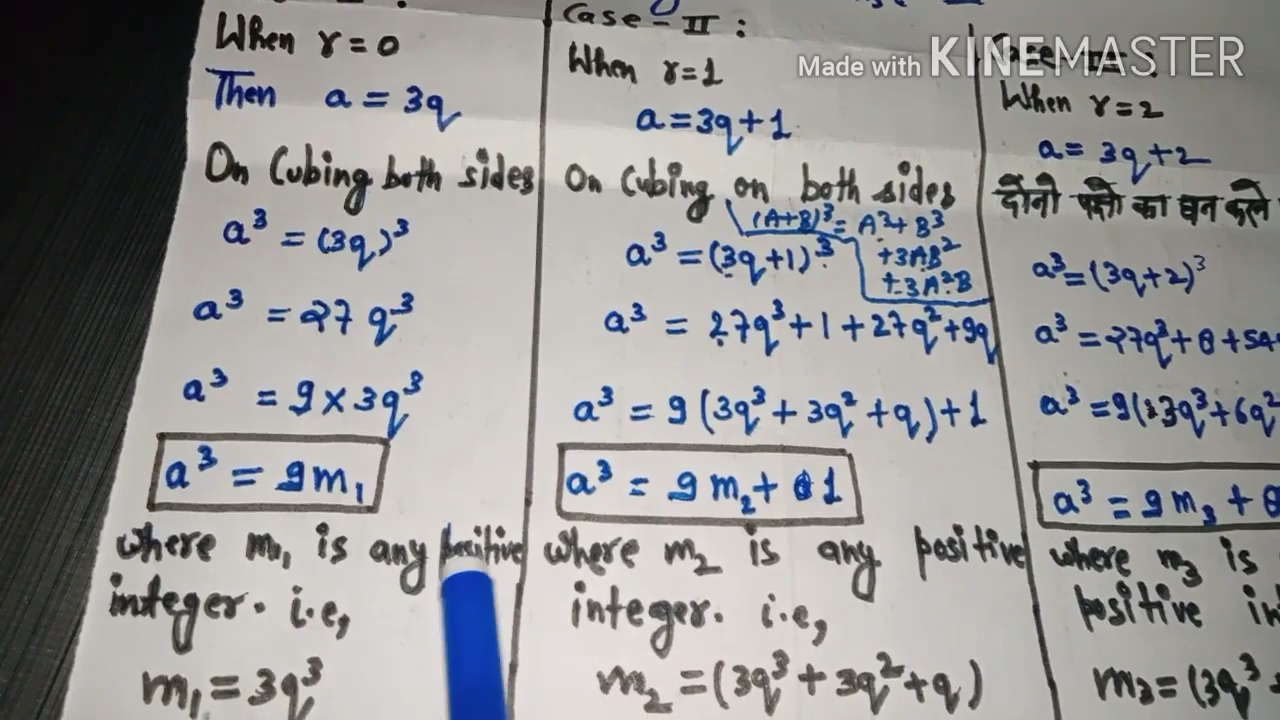 When r=0
Then a = 3q
On Cubing both sides
a³ = (3q)³
a³ = 27 q³
a³ = 9 × 3q³
a³ = 9m₁
where m₁ is any positive
integer. i.e,
m₁ = 3q³
Case - II :
When r=1
a = 3q + 1
On Cubing on both sides
(A+B)³ = A³ + B³
+3AB²
+3A²B
a³ = (3q+1)³
a³ = 27q³ + 1 + 27q² + 9q
a³ = 9 (3q³ + 3q² + q) + 1
a³ = 9 m₂ + 1
where m₂ is any positive
integer. i.e,
m₂ = (3q³ + 3q² + q)
Made with KINEMASTER
When r=2
a = 3q+2
दोनो पक्षो का घन करने
a³ = (3q+2)³
a³ = 27q³ + 8 + 54
a³ = 9(3q³ + 6q²
a³ = 9 m₃ + 8
where m₃ is
positive in
m₃ = (3q³ +